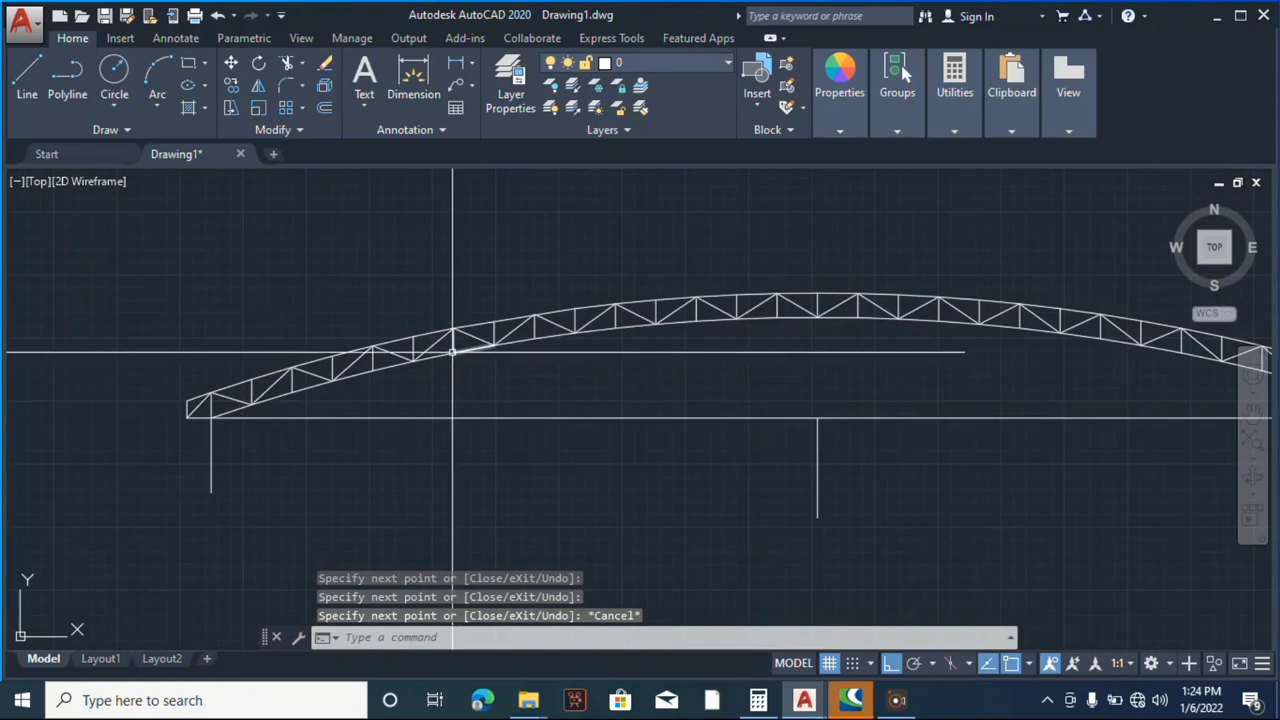 Autodesk AutoCAD 2020 Drawing1.dwg
Type a keyword or phrase
Sign In
Home Insert Annotate Parametric View Manage Output Add-ins Collaborate Express Tools Featured Apps
0
Line Polyline Circle Arc
Text Dimension
Layer Properties
Insert
Properties Groups Utilities Clipboard View
Draw Modify Annotation Layers Block
Start Drawing1*
[–][Top][2D Wireframe]
N
W TOP E
S
WCS
Specify next point or [Close/eXit/Undo]:
Specify next point or [Close/eXit/Undo]:
Specify next point or [Close/eXit/Undo]: *Cancel*
Y
X
Type a command
Model Layout1 Layout2
MODEL 1:1
Type here to search
1:24 PM
1/6/2022
9